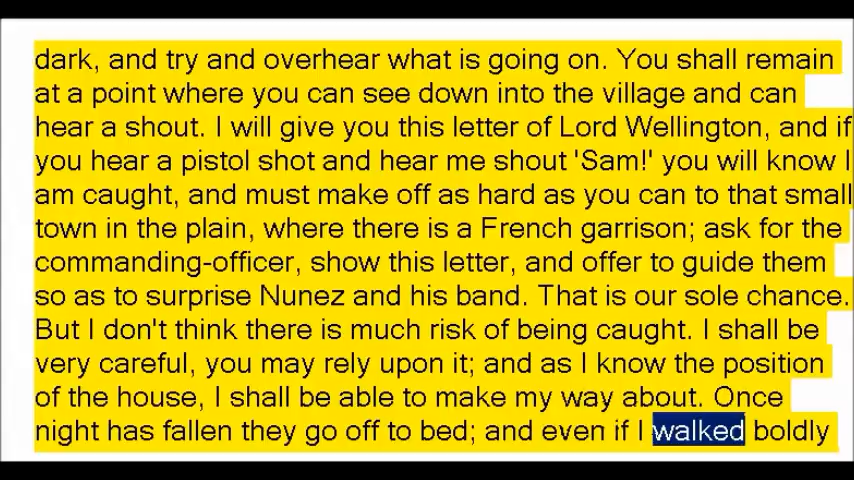 dark, and try and overhear what is going on. You shall remain
at a point where you can see down into the village and can
hear a shout. I will give you this letter of Lord Wellington, and if
you hear a pistol shot and hear me shout 'Sam!' you will know I
am caught, and must make off as hard as you can to that small
town in the plain, where there is a French garrison; ask for the
commanding-officer, show this letter, and offer to guide them
so as to surprise Nunez and his band. That is our sole chance.
But I don't think there is much risk of being caught. I shall be
very careful, you may rely upon it; and as I know the position
of the house, I shall be able to make my way about. Once
night has fallen they go off to bed; and even if I walked boldly